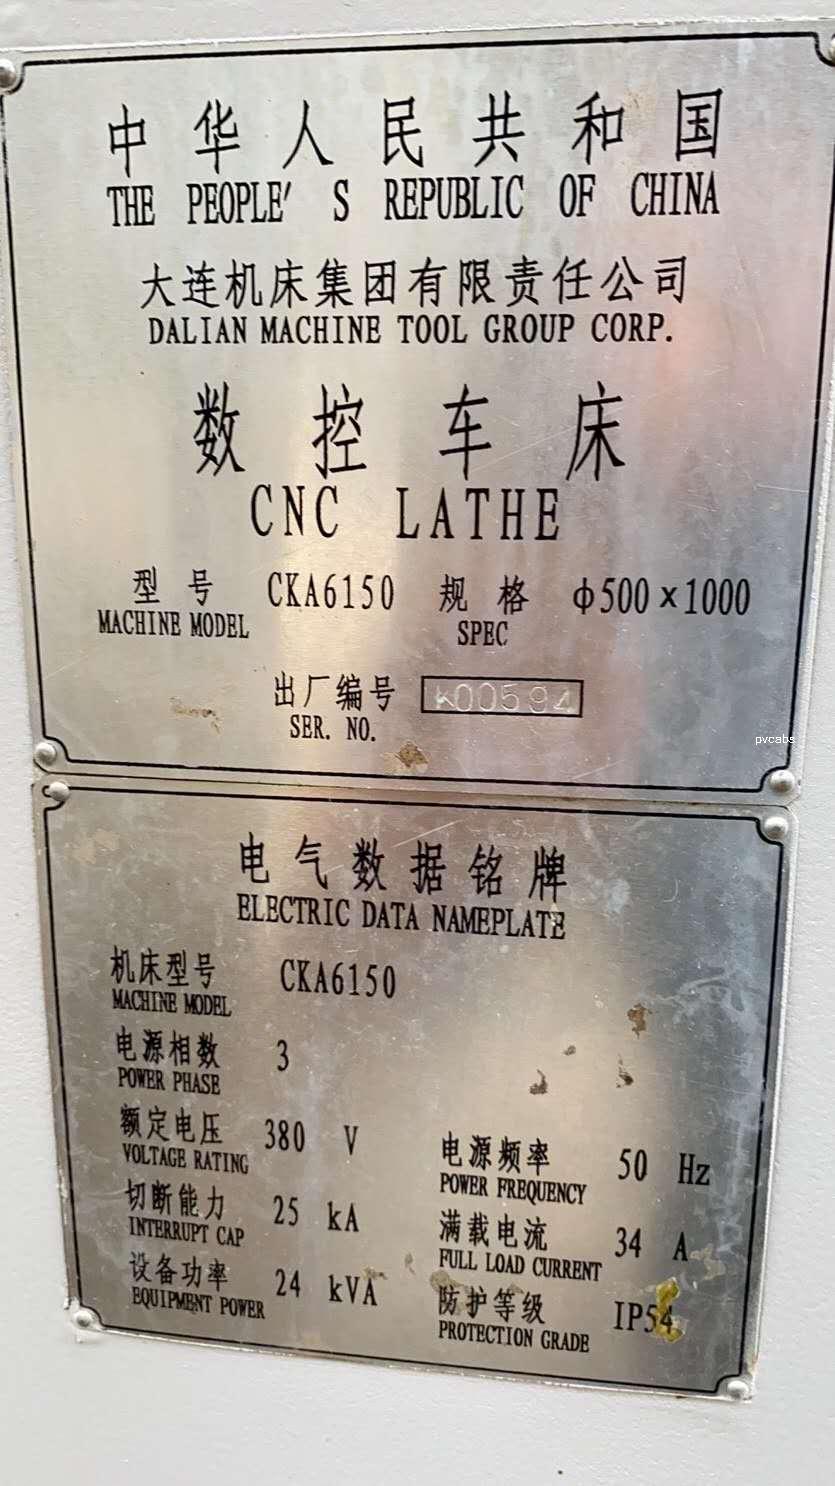 中华人民共和国
THE PEOPLE' S REPUBLIC OF CHINA
大连机床集团有限责任公司
DALIAN MACHINE TOOL GROUP CORP.
数控车床
CNC LATHE
型号 CKA6150 规格 φ500×1000
MACHINE MODEL SPEC
出厂编号 K00594
SER. NO.
pvcabs
电气数据铭牌
ELECTRIC DATA NAMEPLATE
机床型号 CKA6150
MACHINE MODEL
电源相数 3
POWER PHASE
额定电压 380 V
VOLTAGE RATING
电源频率 50 Hz
POWER FREQUENCY
切断能力 25 kA
INTERRUPT CAP
满载电流 34 A
FULL LOAD CURRENT
设备功率 24 kVA
EQUIPMENT POWER
防护等级 IP54
PROTECTION GRADE